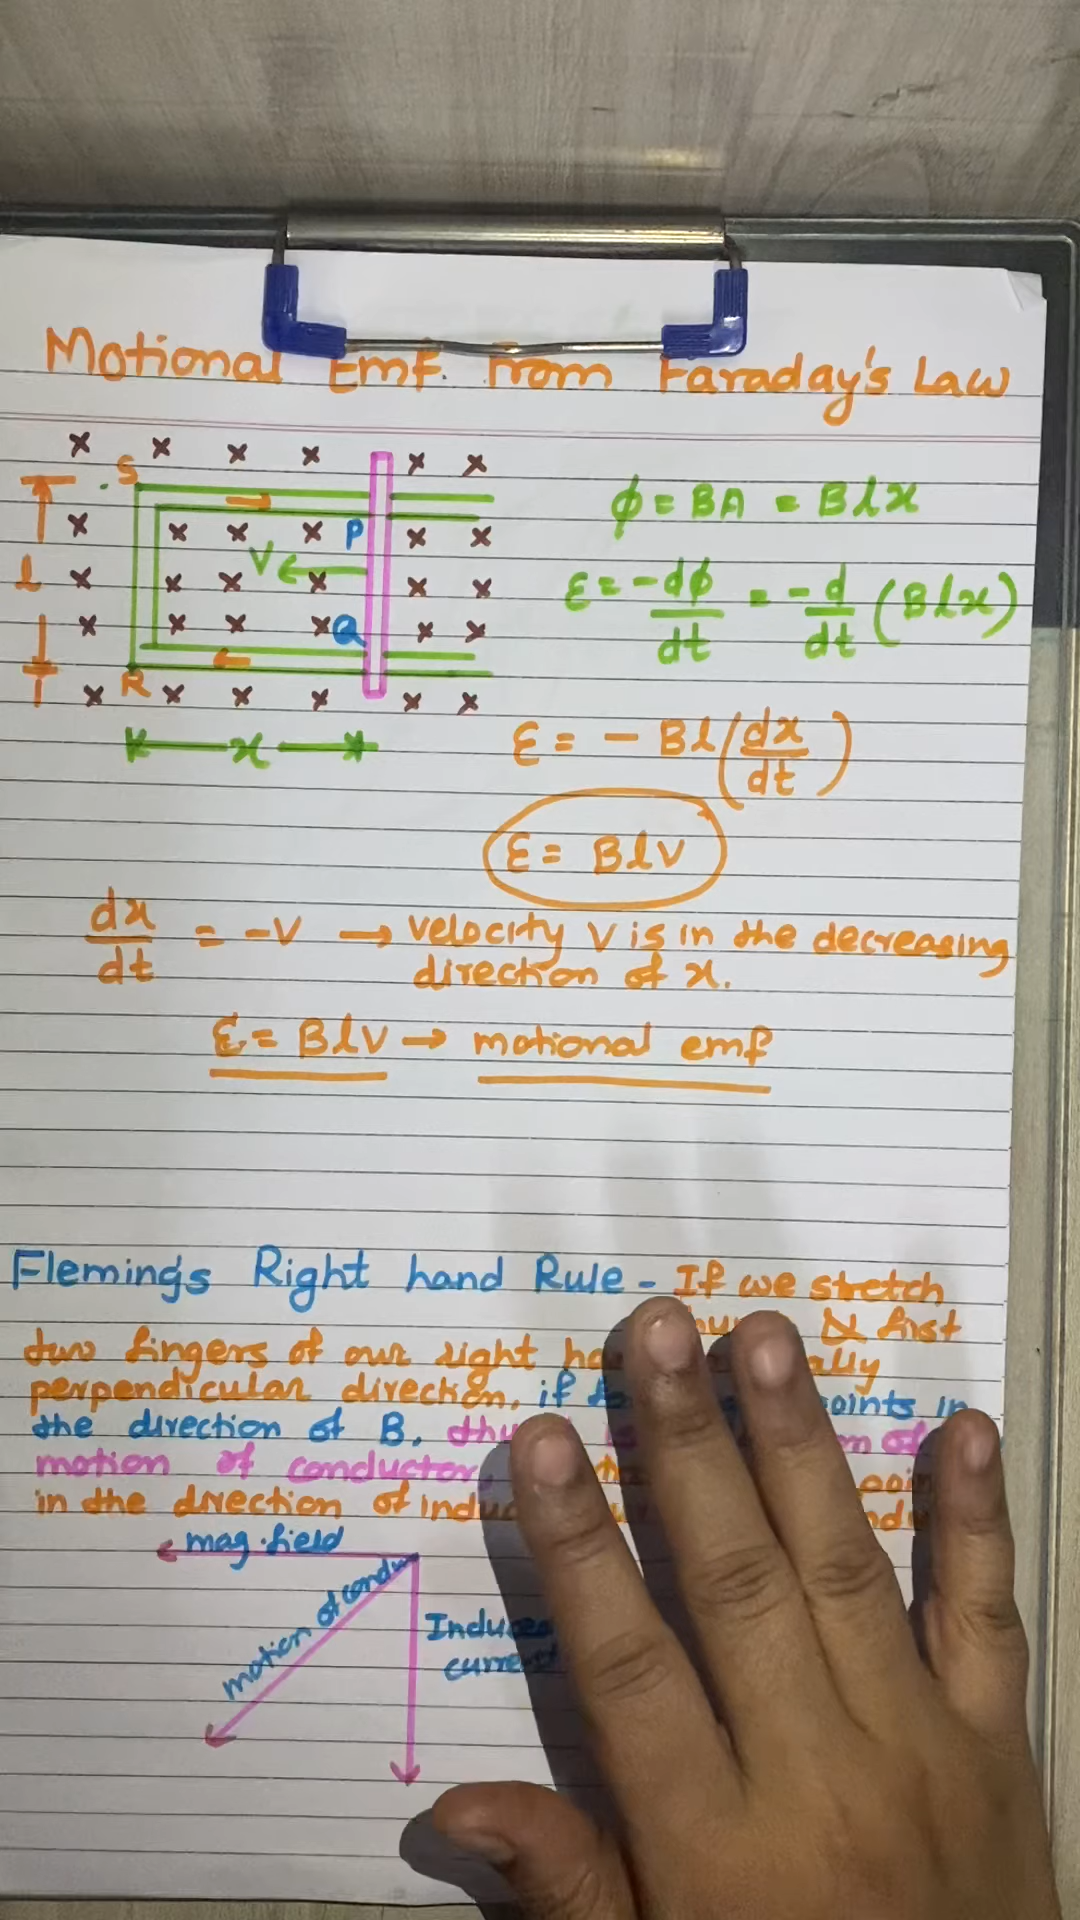 Motional Emf. From Faraday's Law
x x x x x x
S
x x x x P x x
l x V x x x x x
x x x x Q x x
R
x x x x x x
x
ϕ = BA = Blx
ε = -dϕ/dt = -d/dt (Blx)
ε = - Bl(dx/dt)
ε = Blv
dx/dt = -v → velocity v is in the decreasing
direction of x.
ε = Blv → motional emf
Flemings Right hand Rule - If we stretch
& first
two fingers of our right
perpendicular direction, if points in
the direction of B,
motion of conductor,
in the direction of
mag. field
motion of condu
Induced
current